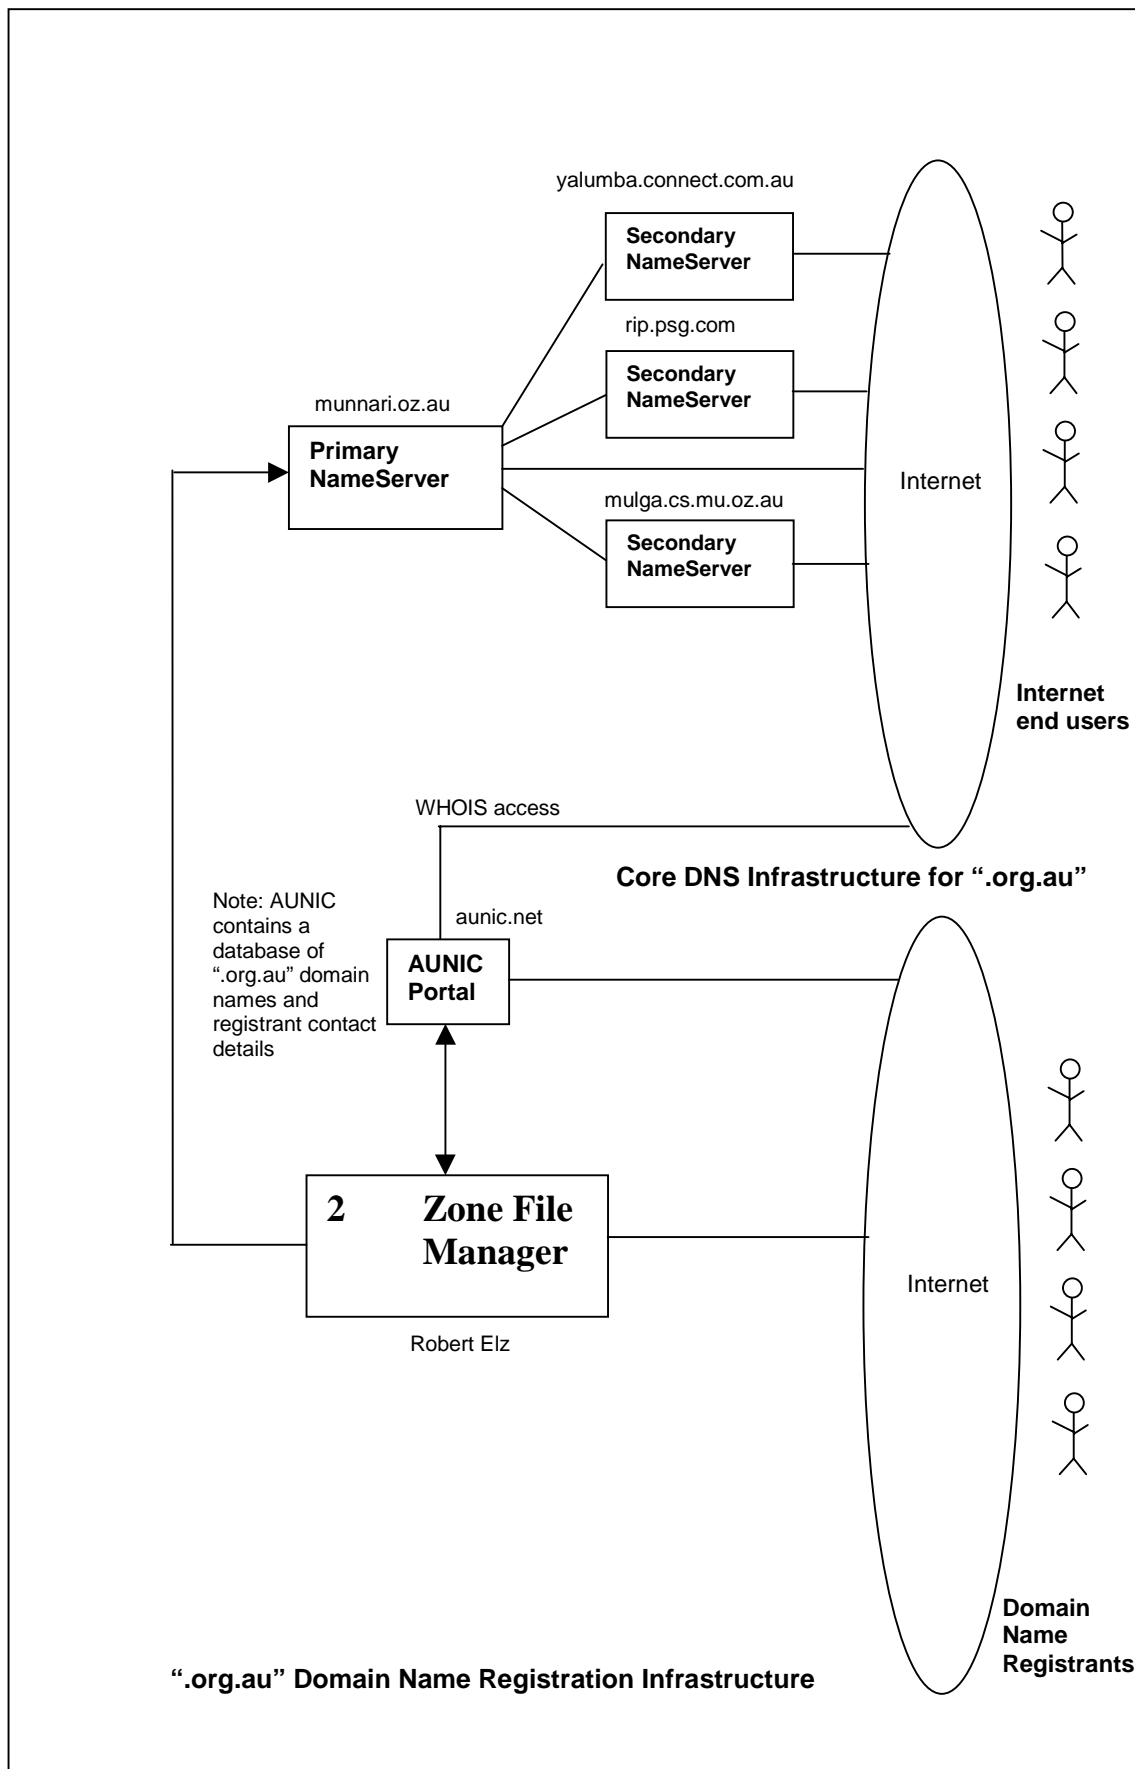 yalumba.connect.com.au
Secondary
NameServer
rip.psg.com
Secondary
NameServer
munnari.oz.au
Primary
NameServer
mulga.cs.mu.oz.au
Secondary
NameServer
Internet
Internet
end users
WHOIS access
Core DNS Infrastructure for “.org.au”
Note: AUNIC
contains a
database of
“.org.au” domain
names and
registrant contact
details
aunic.net
AUNIC
Portal
2 Zone File
Manager
Robert Elz
Internet
Domain
Name
Registrants
“.org.au” Domain Name Registration Infrastructure